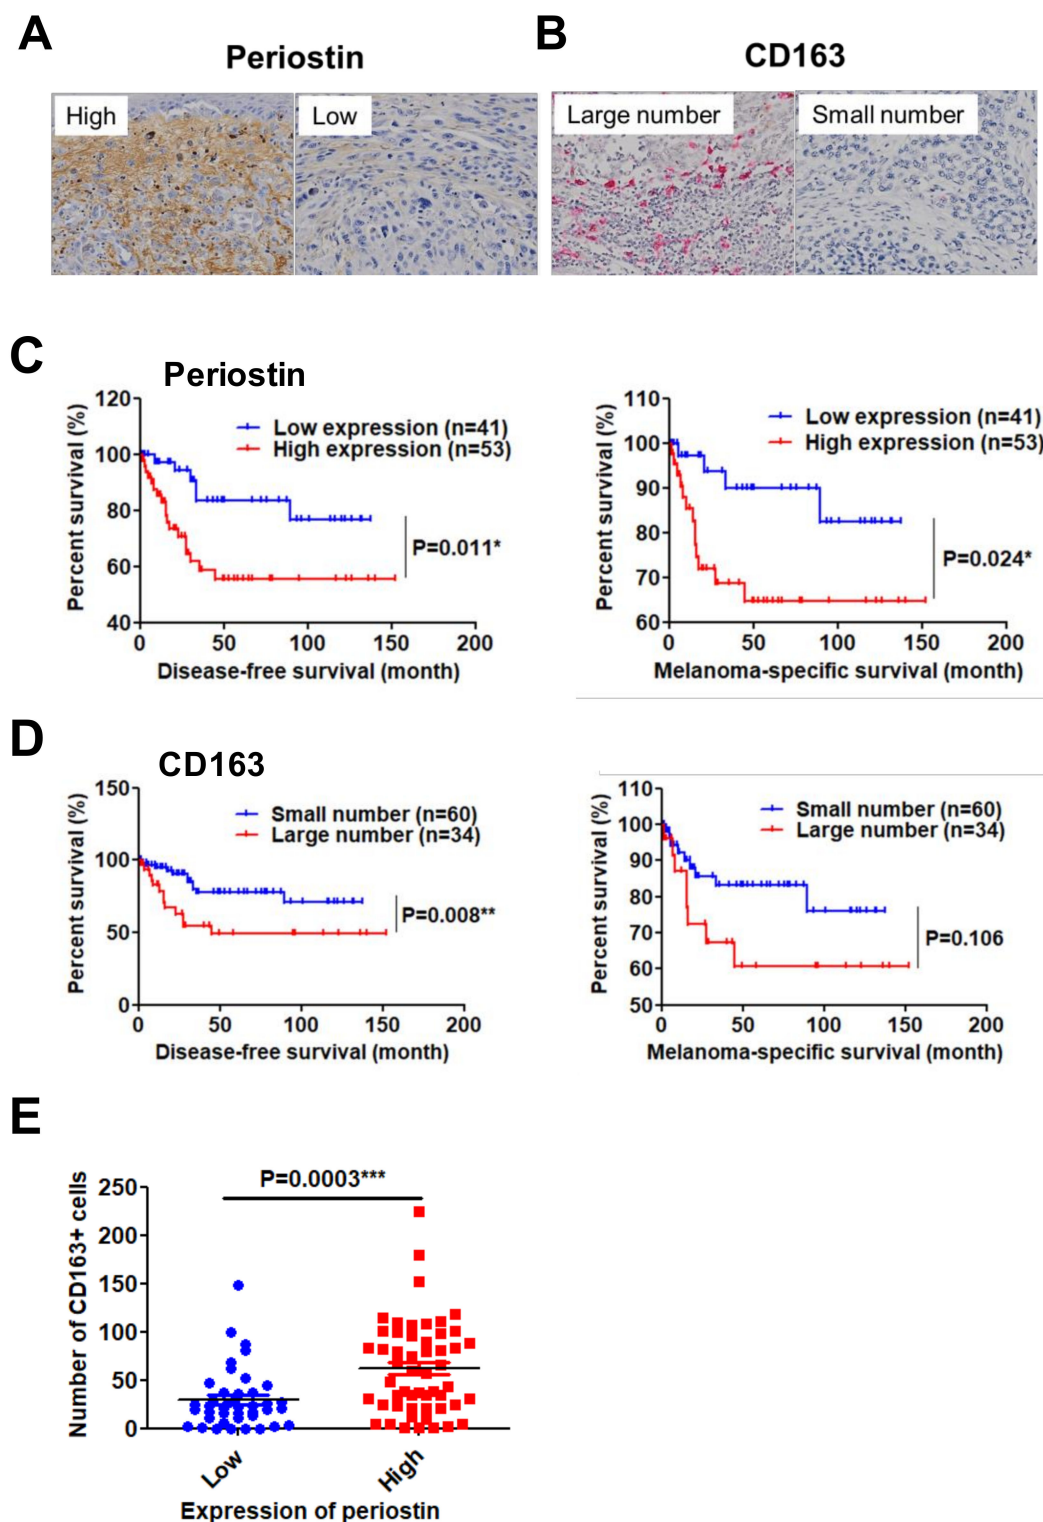 A
Periostin
High
Low
B
CD163
Large number
Small number
C
Periostin
120
100
80
60
40
Percent survival (%)
Low expression (n=41)
High expression (n=53)
P=0.011*
0 50 100 150 200
Disease-free survival (month)
110
100
90
80
70
60
Percent survival (%)
Low expression (n=41)
High expression (n=53)
P=0.024*
0 50 100 150 200
Melanoma-specific survival (month)
D
CD163
150
100
50
0
Percent survival (%)
Small number (n=60)
Large number (n=34)
P=0.008**
0 50 100 150 200
Disease-free survival (month)
110
100
90
80
70
60
50
Percent survival (%)
Small number (n=60)
Large number (n=34)
P=0.106
0 50 100 150 200
Melanoma-specific survival (month)
E
P=0.0003***
250
200
150
100
50
0
Number of CD163+ cells
Low
High
Expression of periostin